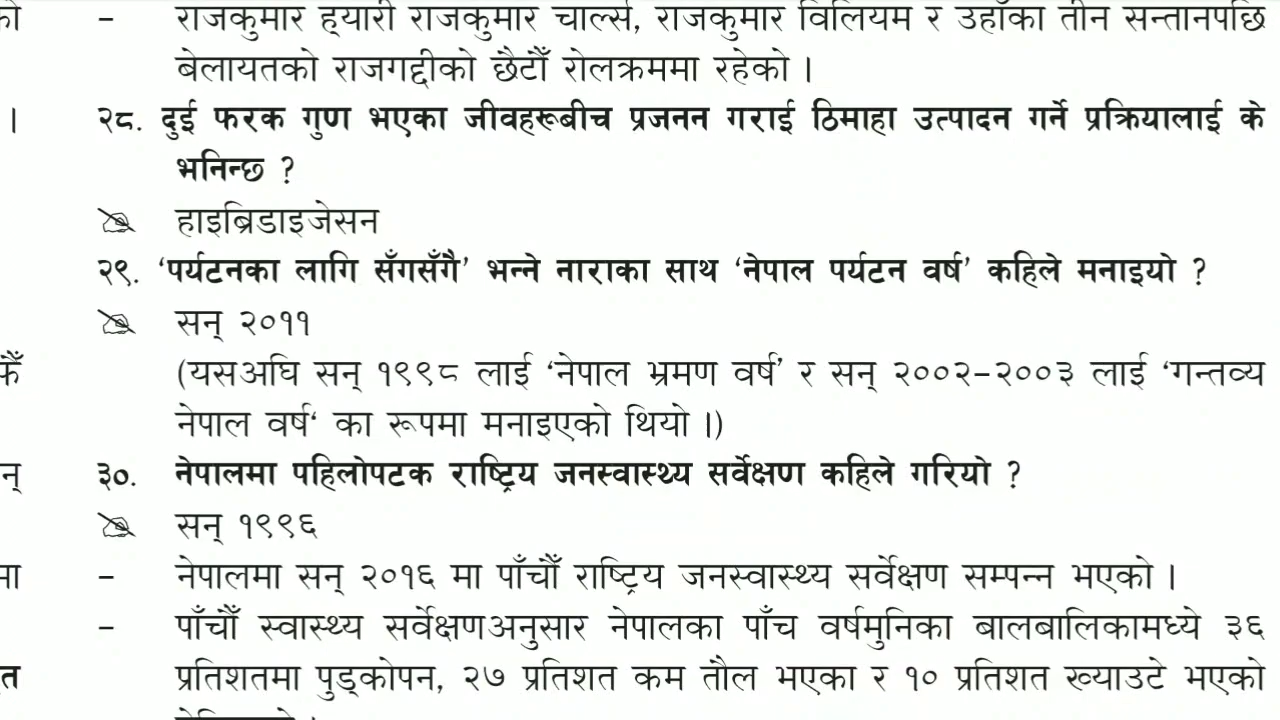 को – राजकुमार ह्यारी राजकुमार चार्ल्स, राजकुमार विलियम र उहाँका तीन सन्तानपछि
बेलायतको राजगद्दीको छैटौँ रोलक्रममा रहेको ।
। २८. दुई फरक गुण भएका जीवहरूबीच प्रजनन गराई ठिमाहा उत्पादन गर्ने प्रक्रियालाई के
भनिन्छ ?
हाइब्रिडाइजेसन
२९. ‘पर्यटनका लागि सँगसँगै’ भन्ने नाराका साथ ‘नेपाल पर्यटन वर्ष’ कहिले मनाइयो ?
सन् २०११
फैँ (यसअघि सन् १९९८ लाई ‘नेपाल भ्रमण वर्ष’ र सन् २००२–२००३ लाई ‘गन्तव्य
नेपाल वर्ष‘ का रूपमा मनाइएको थियो ।)
न् ३०. नेपालमा पहिलोपटक राष्ट्रिय जनस्वास्थ्य सर्वेक्षण कहिले गरियो ?
सन् १९९६
मा – नेपालमा सन् २०१६ मा पाँचौँ राष्ट्रिय जनस्वास्थ्य सर्वेक्षण सम्पन्न भएको ।
– पाँचौँ स्वास्थ्य सर्वेक्षणअनुसार नेपालका पाँच वर्षमुनिका बालबालिकामध्ये ३६
त प्रतिशतमा पुड्कोपन, २७ प्रतिशत कम तौल भएका र १० प्रतिशत ख्याउटे भएको